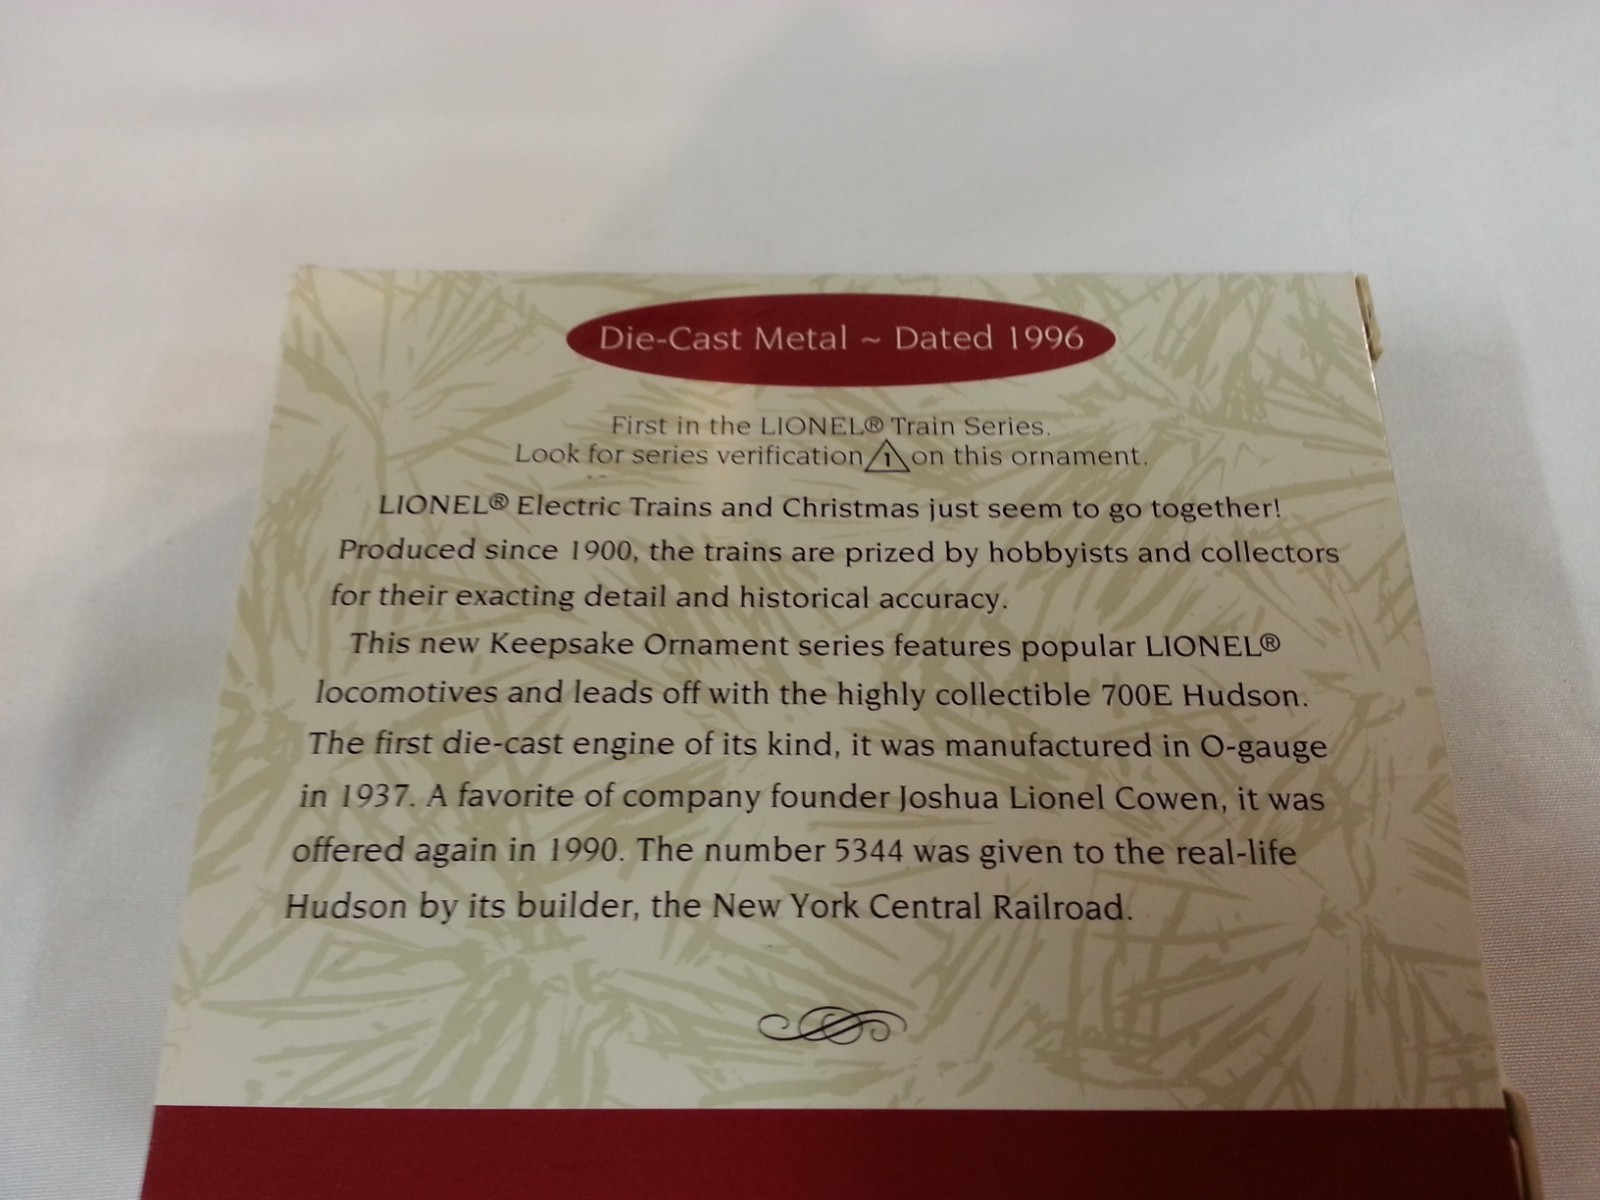 Die-Cast Metal ~ Dated 1996
First in the LIONEL® Train Series.
Look for series verification 1 on this ornament.
LIONEL® Electric Trains and Christmas just seem to go together!
Produced since 1900, the trains are prized by hobbyists and collectors
for their exacting detail and historical accuracy.
This new Keepsake Ornament series features popular LIONEL®
locomotives and leads off with the highly collectible 700E Hudson.
The first die-cast engine of its kind, it was manufactured in O-gauge
in 1937. A favorite of company founder Joshua Lionel Cowen, it was
offered again in 1990. The number 5344 was given to the real-life
Hudson by its builder, the New York Central Railroad.